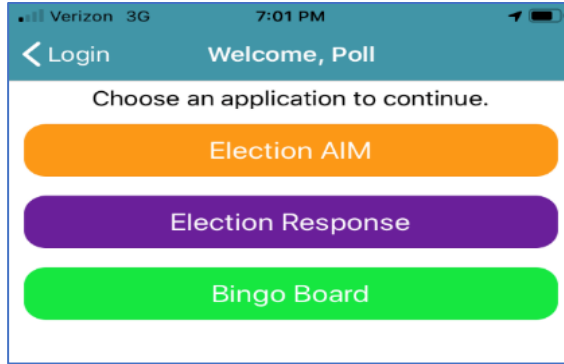 Verizon 3G 7:01 PM
Login Welcome, Poll
Choose an application to continue.
Election AIM
Election Response
Bingo Board